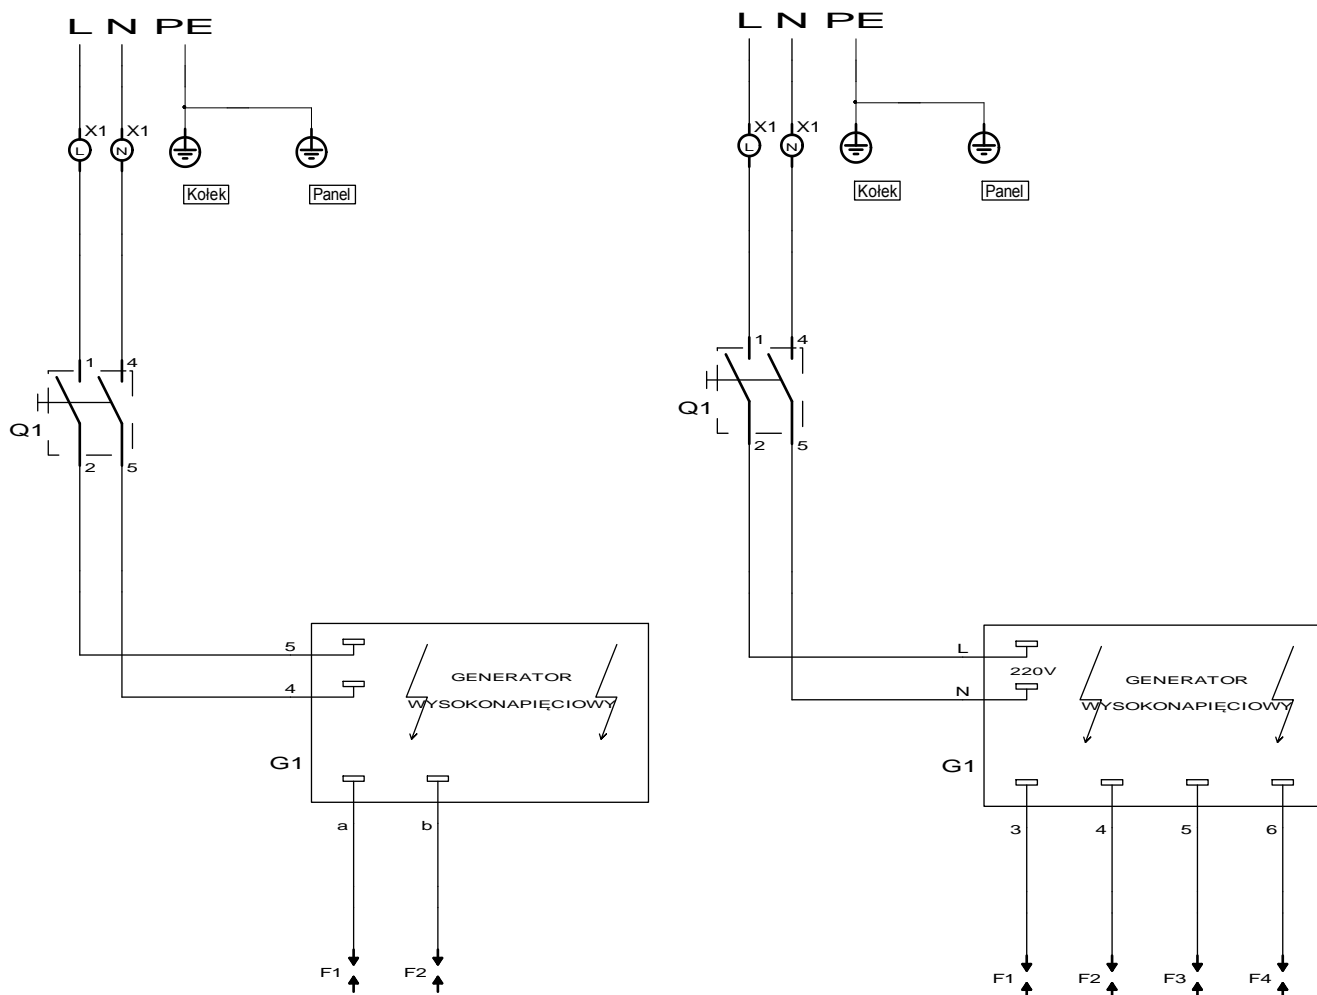 L N PE
X1 X1
L N
Kołek Panel
1 4
Q1
2 5
5
4
GENERATOR
WYSOKONAPIĘCIOWY
G1
a b
F1 F2
L N PE
X1 X1
L N
Kołek Panel
1 4
Q1
2 5
L
220V
N
GENERATOR
WYSOKONAPIĘCIOWY
G1
3 4 5 6
F1 F2 F3 F4